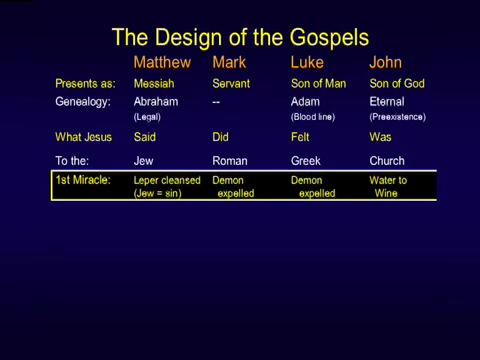 The Design of the Gospels
Matthew Mark Luke John
Presents as: Messiah Servant Son of Man Son of God
Genealogy: Abraham -- Adam Eternal
(Legal) (Blood line) (Preexistence)
What Jesus Said Did Felt Was
To the: Jew Roman Greek Church
1st Miracle: Leper cleansed Demon Demon Water to
(Jew = sin) expelled expelled Wine